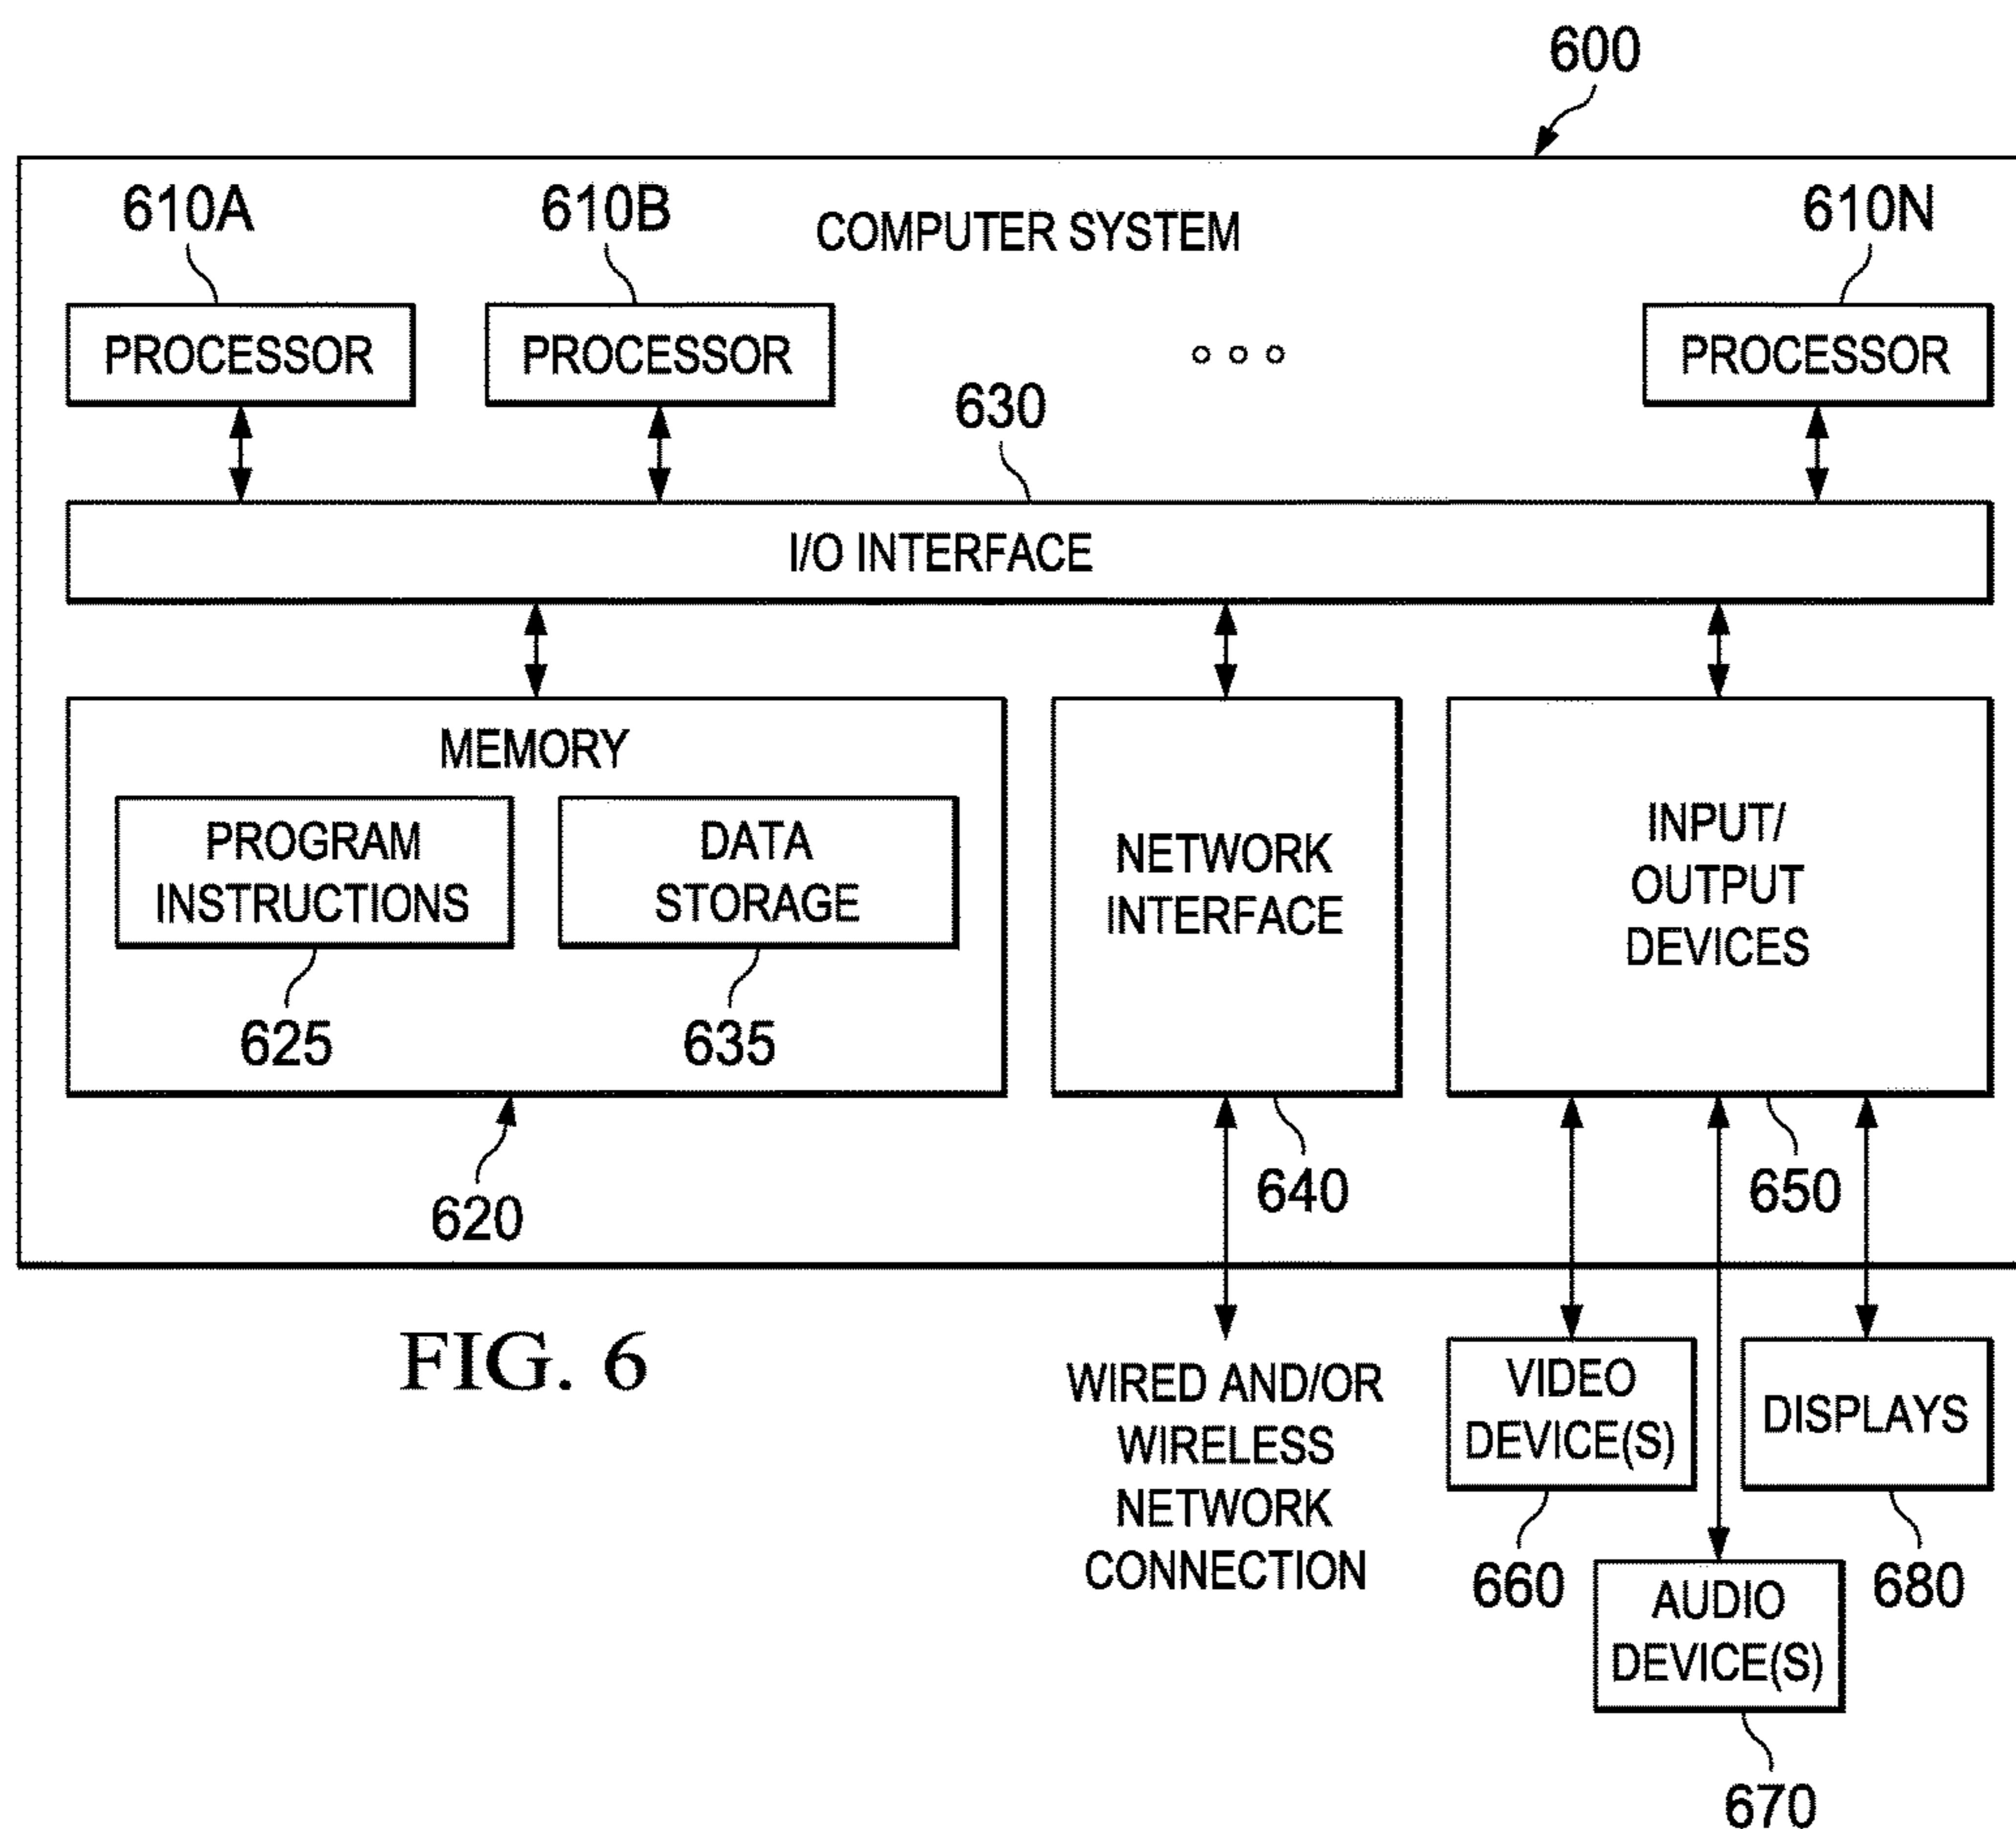 600
610A
610B
COMPUTER SYSTEM
610N
PROCESSOR
PROCESSOR
PROCESSOR
630
I/O INTERFACE
MEMORY
PROGRAM
INSTRUCTIONS
DATA
STORAGE
625
635
620
NETWORK
INTERFACE
640
INPUT/
OUTPUT
DEVICES
650
FIG. 6
WIRED AND/OR
WIRELESS
NETWORK
CONNECTION
VIDEO
DEVICE(S)
660
DISPLAYS
680
AUDIO
DEVICE(S)
670